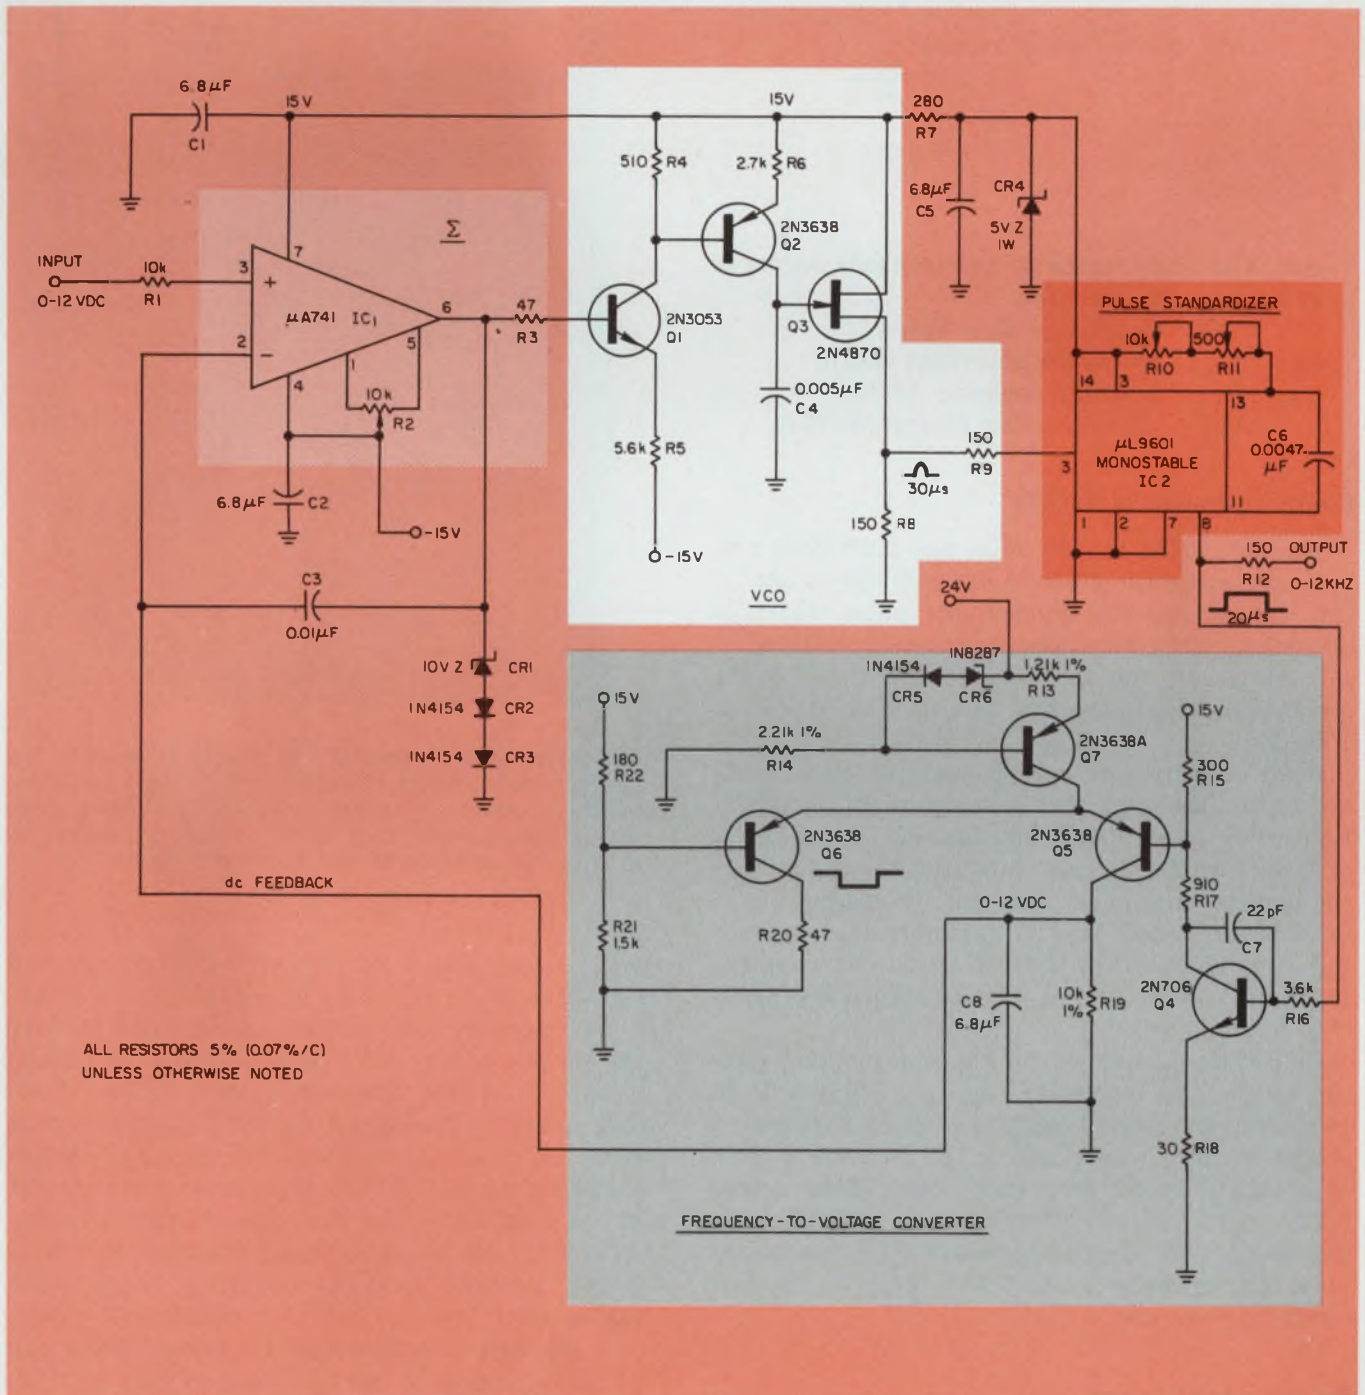 6.8μF
C1
15V
Σ
INPUT
0-12 VDC
10k
R1
3
+
7
μA741 IC1
6
2
-
4
1
5
10k
R2
47
R3
6.8μF
C2
-15V
C3
0.01μF
10V Z
CR1
1N4154
CR2
1N4154
CR3
dc FEEDBACK
15V
510
R4
2.7k
R6
2N3638
Q2
2N3053
Q1
Q3
2N4870
0.005μF
C4
5.6k
R5
-15V
VCO
30μs
150
R8
150
R9
280
R7
6.8μF
C5
CR4
5V Z
1W
PULSE STANDARDIZER
10k
R10
500
R11
14
3
13
μL9601
MONOSTABLE
IC2
3
C6
0.0047
μF
11
1
2
7
8
150
R12
OUTPUT
0-12KHZ
20μs
24V
1N8287
CR6
1N4154
CR5
1.21k 1%
R13
2.21k 1%
R14
2N3638A
Q7
15V
180
R22
15V
300
R15
2N3638
Q6
2N3638
Q5
910
R17
22pF
C7
0-12 VDC
R21
1.5k
R20
47
C8
6.8μF
10k
1%
R19
2N706
Q4
3.6k
R16
30
R18
ALL RESISTORS 5% (0.07%/C)
UNLESS OTHERWISE NOTED
FREQUENCY-TO-VOLTAGE CONVERTER